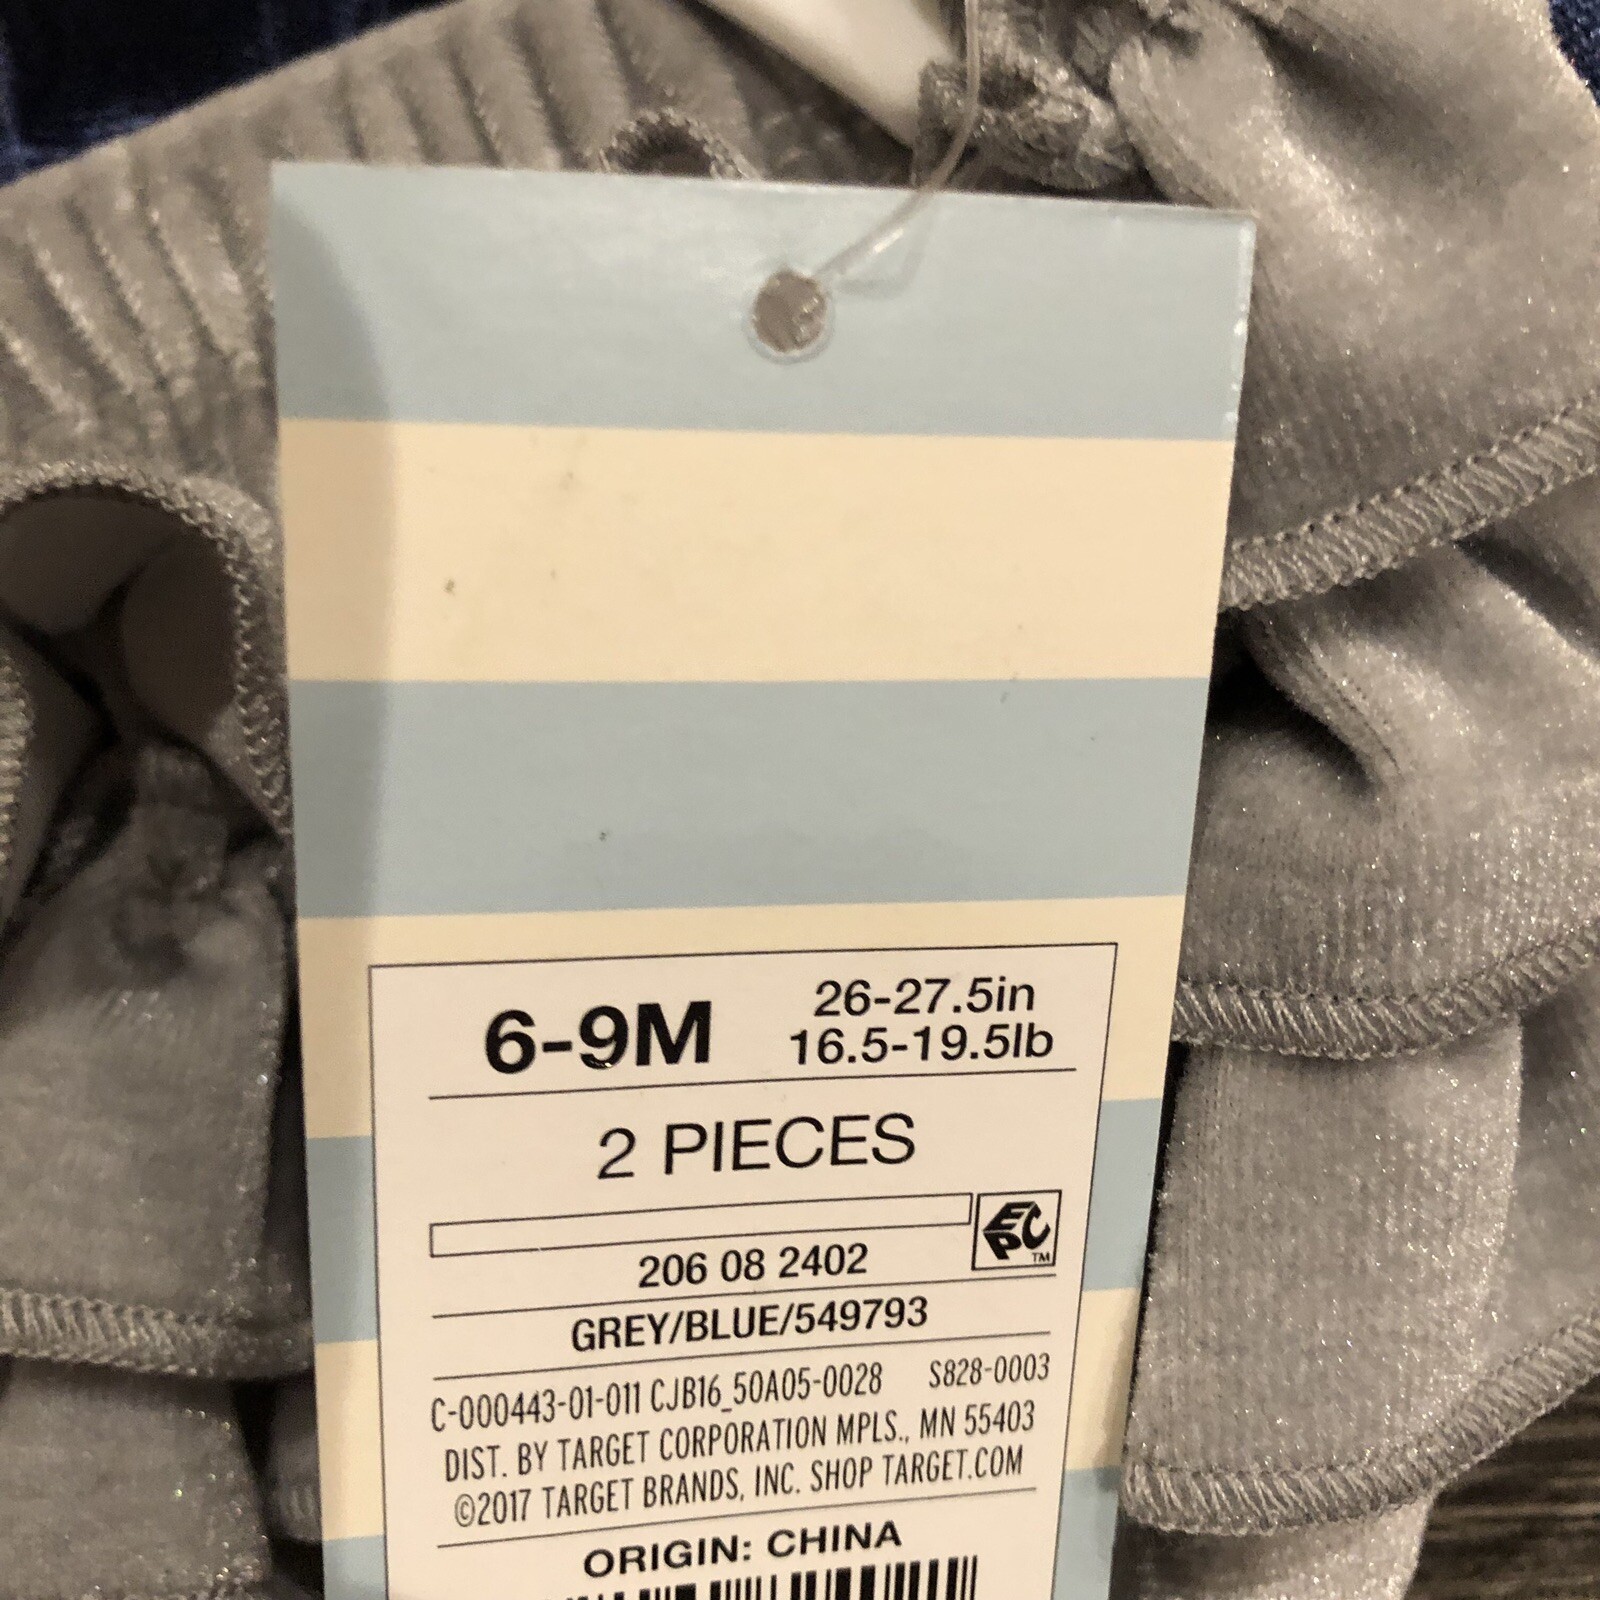 6-9M
26-27.5in
16.5-19.5lb
2 PIECES
EPC™
206 08 2402
GREY/BLUE/549793
C-000443-01-011 CJB16_50A05-0028 S828-0003
DIST. BY TARGET CORPORATION MPLS., MN 55403
©2017 TARGET BRANDS, INC. SHOP TARGET.COM
ORIGIN: CHINA